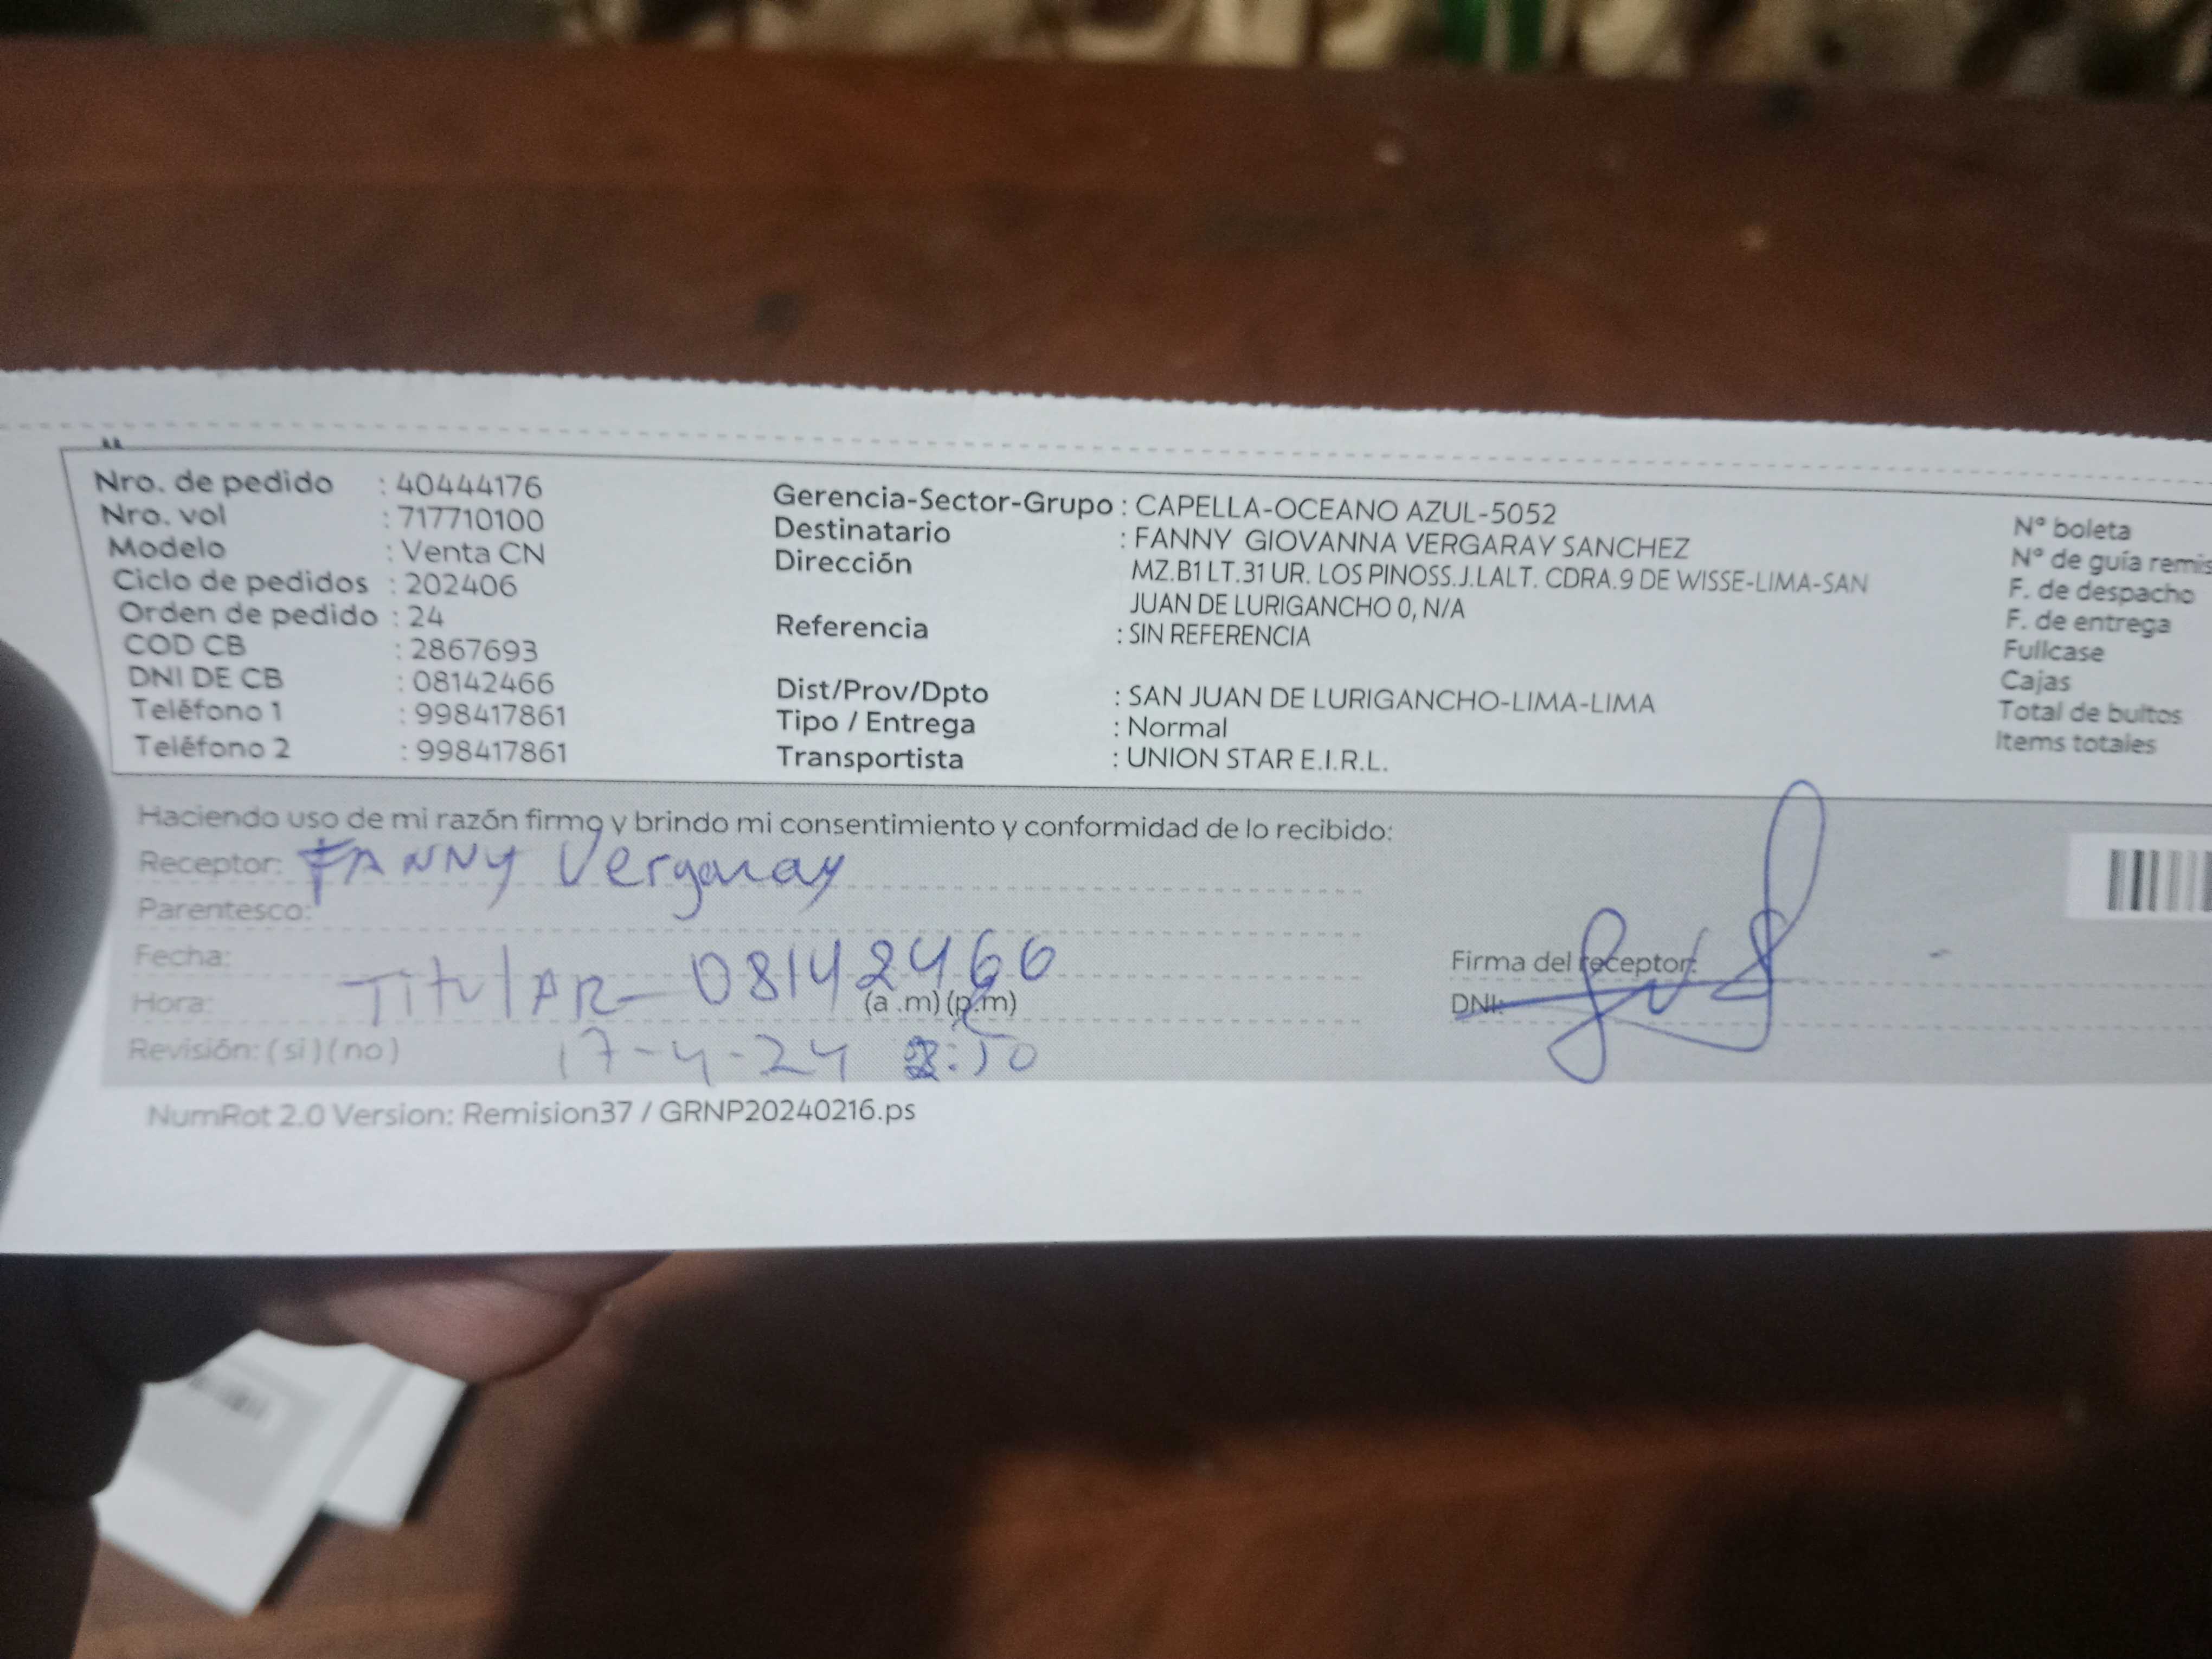 Nro. de pedido : 40444176
Nro. vol : 717710100
Modelo : Venta CN
Ciclo de pedidos : 202406
Orden de pedido : 24
COD CB : 2867693
DNI DE CB : 08142466
Teléfono 1 : 998417861
Teléfono 2 : 998417861
Gerencia-Sector-Grupo : CAPELLA-OCEANO AZUL-5052
Destinatario : FANNY GIOVANNA VERGARAY SANCHEZ
Dirección MZ.B1 LT.31 UR. LOS PINOSS.J.LALT. CDRA.9 DE WISSE-LIMA-SAN
JUAN DE LURIGANCHO 0, N/A
Referencia : SIN REFERENCIA
Dist/Prov/Dpto : SAN JUAN DE LURIGANCHO-LIMA-LIMA
Tipo / Entrega : Normal
Transportista : UNION STAR E.I.R.L.
N° boleta
N° de guía remis
F. de despacho
F. de entrega
Fullcase
Cajas
Total de bultos
Items totales
Haciendo uso de mi razón firmo y brindo mi consentimiento y conformidad de lo recibido:
Receptor: FANNY Vergaray
Parentesco:
Fecha: TitulAR - 08142466
Hora: (a .m) (p.m)
Revisión: ( si ) ( no ) 17-4-24 :50
Firma del receptor:
DNI:
NumRot 2.0 Version: Remision37 / GRNP20240216.ps